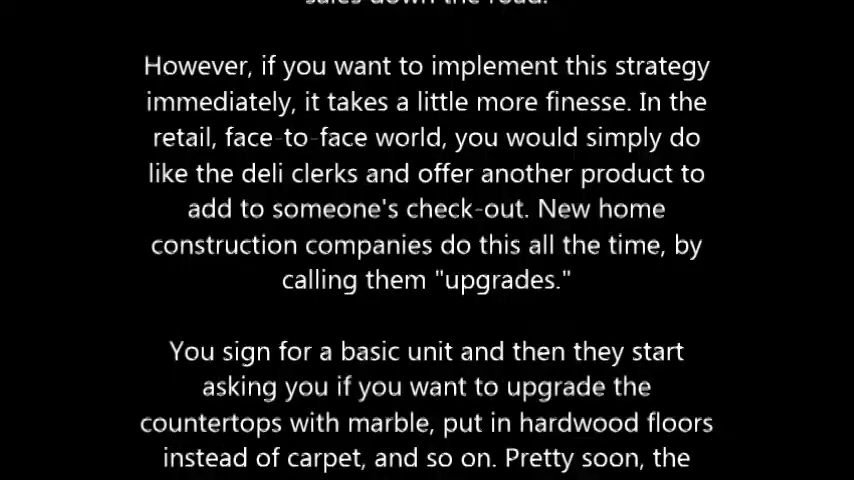 sales down the road.
However, if you want to implement this strategy
immediately, it takes a little more finesse. In the
retail, face-to-face world, you would simply do
like the deli clerks and offer another product to
add to someone's check-out. New home
construction companies do this all the time, by
calling them "upgrades."
You sign for a basic unit and then they start
asking you if you want to upgrade the
countertops with marble, put in hardwood floors
instead of carpet, and so on. Pretty soon, the